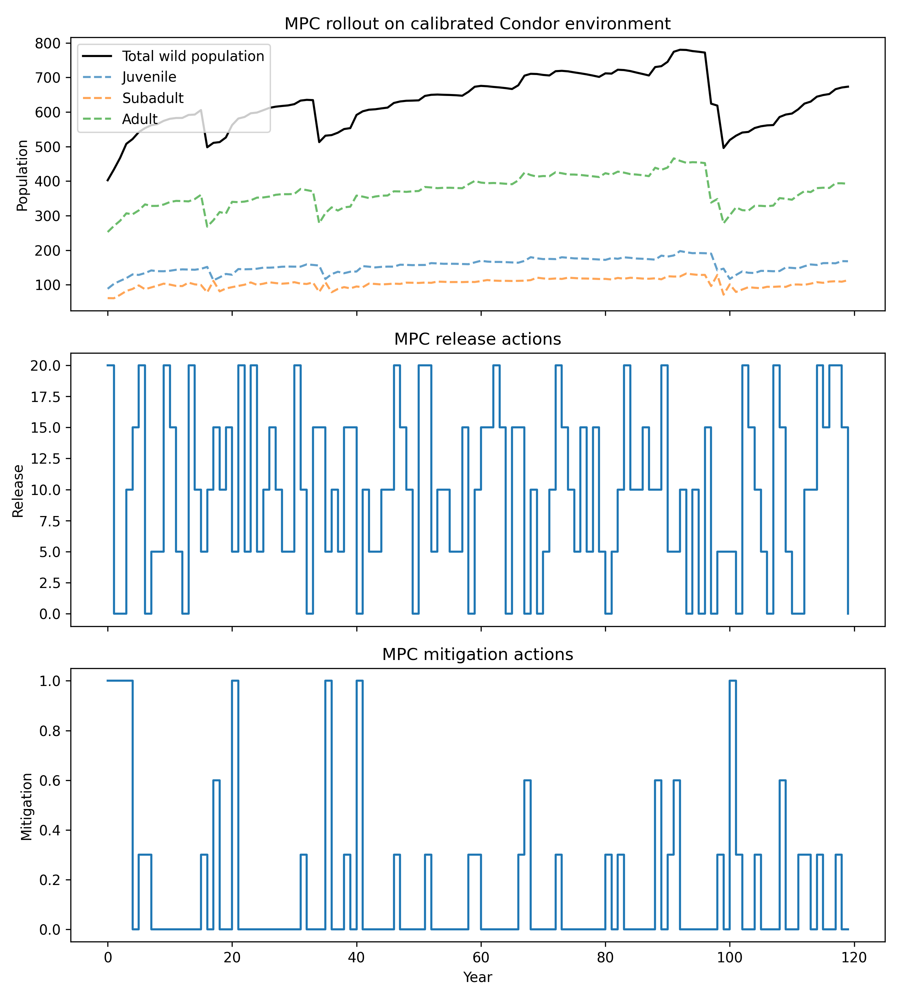 MPC rollout on calibrated Condor environment
800
700
600
500
400
300
200
100
Population
Total wild population
Juvenile
Subadult
Adult
MPC release actions
20.0
17.5
15.0
12.5
10.0
7.5
5.0
2.5
0.0
Release
MPC mitigation actions
1.0
0.8
0.6
0.4
0.2
0.0
Mitigation
0 20 40 60 80 100 120
Year